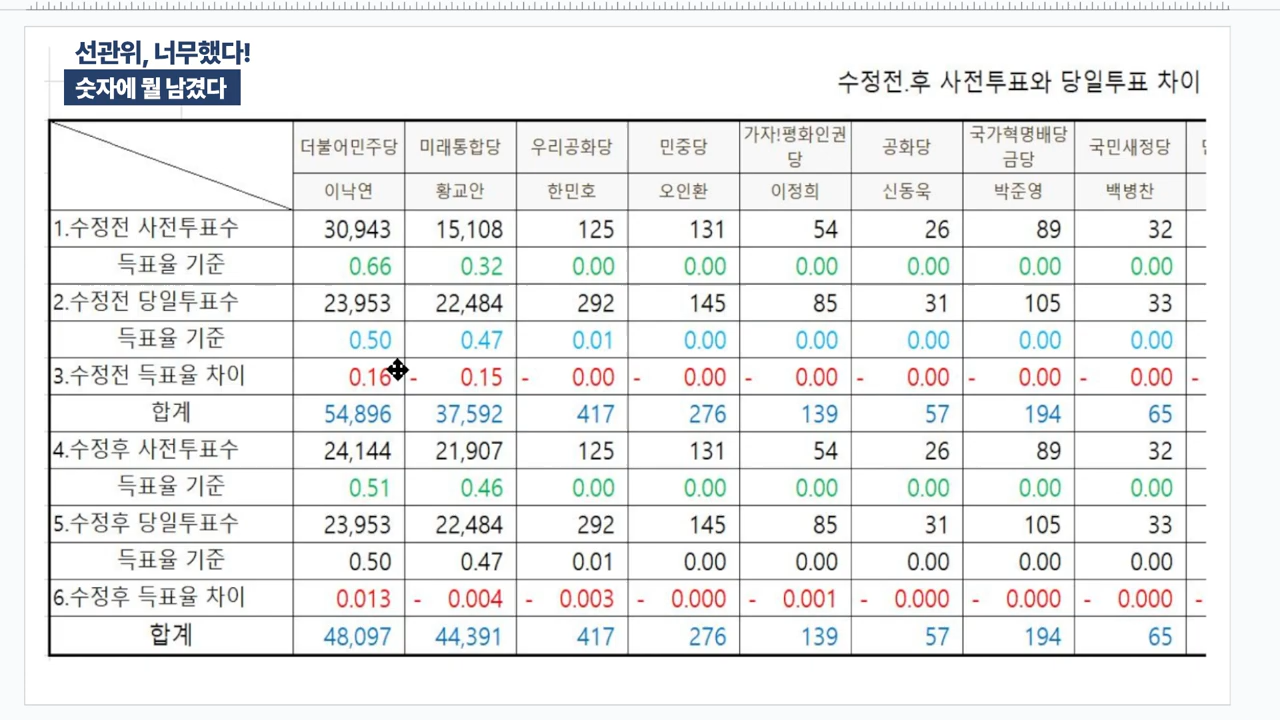 선관위, 너무했다!
숫자에 뭘 남겼다
수정전.후 사전투표와 당일투표 차이
더불어민주당 미래통합당 우리공화당 민중당 가자!평화인권당 공화당 국가혁명배당금당 국민새정당
이낙연 황교안 한민호 오인환 이정희 신동욱 박준영 백병찬
1.수정전 사전투표수 30,943 15,108 125 131 54 26 89 32
득표율 기준 0.66 0.32 0.00 0.00 0.00 0.00 0.00 0.00
2.수정전 당일투표수 23,953 22,484 292 145 85 31 105 33
득표율 기준 0.50 0.47 0.01 0.00 0.00 0.00 0.00 0.00
3.수정전 득표율 차이 0.16 - 0.15 - 0.00 - 0.00 - 0.00 - 0.00 - 0.00 - 0.00 -
합계 54,896 37,592 417 276 139 57 194 65
4.수정후 사전투표수 24,144 21,907 125 131 54 26 89 32
득표율 기준 0.51 0.46 0.00 0.00 0.00 0.00 0.00 0.00
5.수정후 당일투표수 23,953 22,484 292 145 85 31 105 33
득표율 기준 0.50 0.47 0.01 0.00 0.00 0.00 0.00 0.00
6.수정후 득표율 차이 0.013 - 0.004 - 0.003 - 0.000 - 0.001 - 0.000 - 0.000 - 0.000 -
합계 48,097 44,391 417 276 139 57 194 65